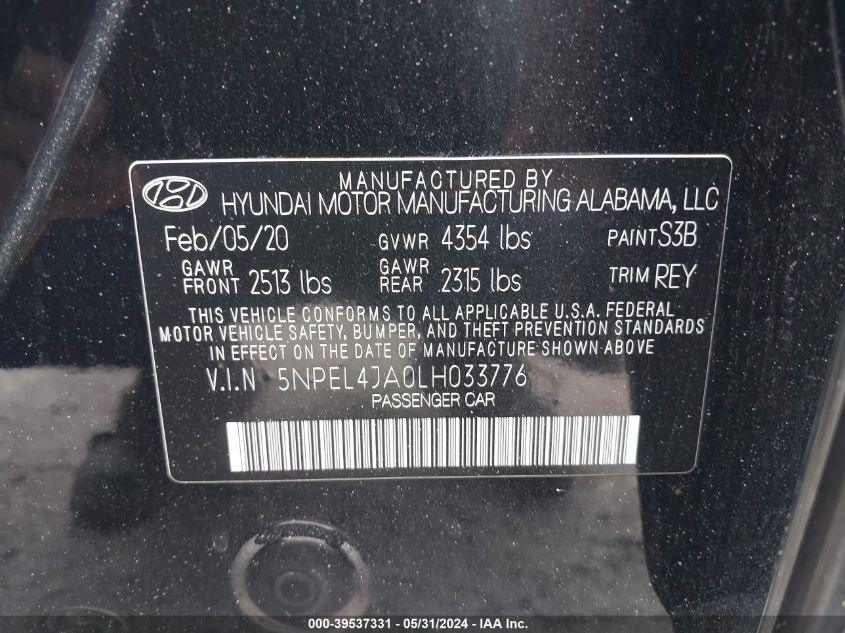 MANUFACTURED BY
HYUNDAI MOTOR MANUFACTURING ALABAMA, LLC
Feb/05/20 GVWR 4354 lbs PAINT S3B
GAWR FRONT 2513 lbs GAWR REAR 2315 lbs TRIM REY
THIS VEHICLE CONFORMS TO ALL APPLICABLE U.S.A. FEDERAL
MOTOR VEHICLE SAFETY, BUMPER, AND THEFT PREVENTION STANDARDS
IN EFFECT ON THE DATE OF MANUFACTURE SHOWN ABOVE
V.I.N 5NPEL4JA0LH033776
PASSENGER CAR
000-39537331 - 05/31/2024 - IAA Inc.